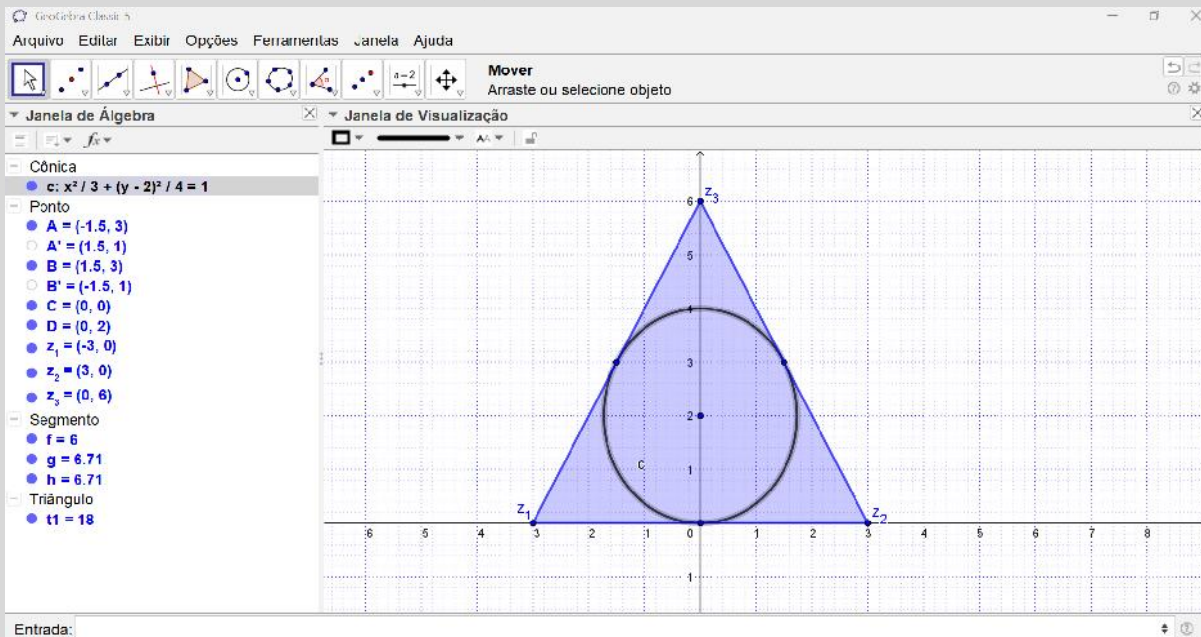 GeoGebra Classic 5
Arquivo Editar Exibir Opções Ferramentas Janela Ajuda
a=2
Mover
Arraste ou selecione objeto
Janela de Álgebra
Janela de Visualização
fx
AA
Cônica
c: x² / 3 + (y - 2)² / 4 = 1
Ponto
A = (-1.5, 3)
A' = (1.5, 1)
B = (1.5, 3)
B' = (-1.5, 1)
C = (0, 0)
D = (0, 2)
z₁ = (-3, 0)
z₂ = (3, 0)
z₃ = (0, 6)
Segmento
f = 6
g = 6.71
h = 6.71
Triângulo
t1 = 18
z₃
6
5
4
3
2
c
1
z₁
z₂
6 5 4 3 2 1 0 1 2 3 4 5 6 7 8
1
Entrada: